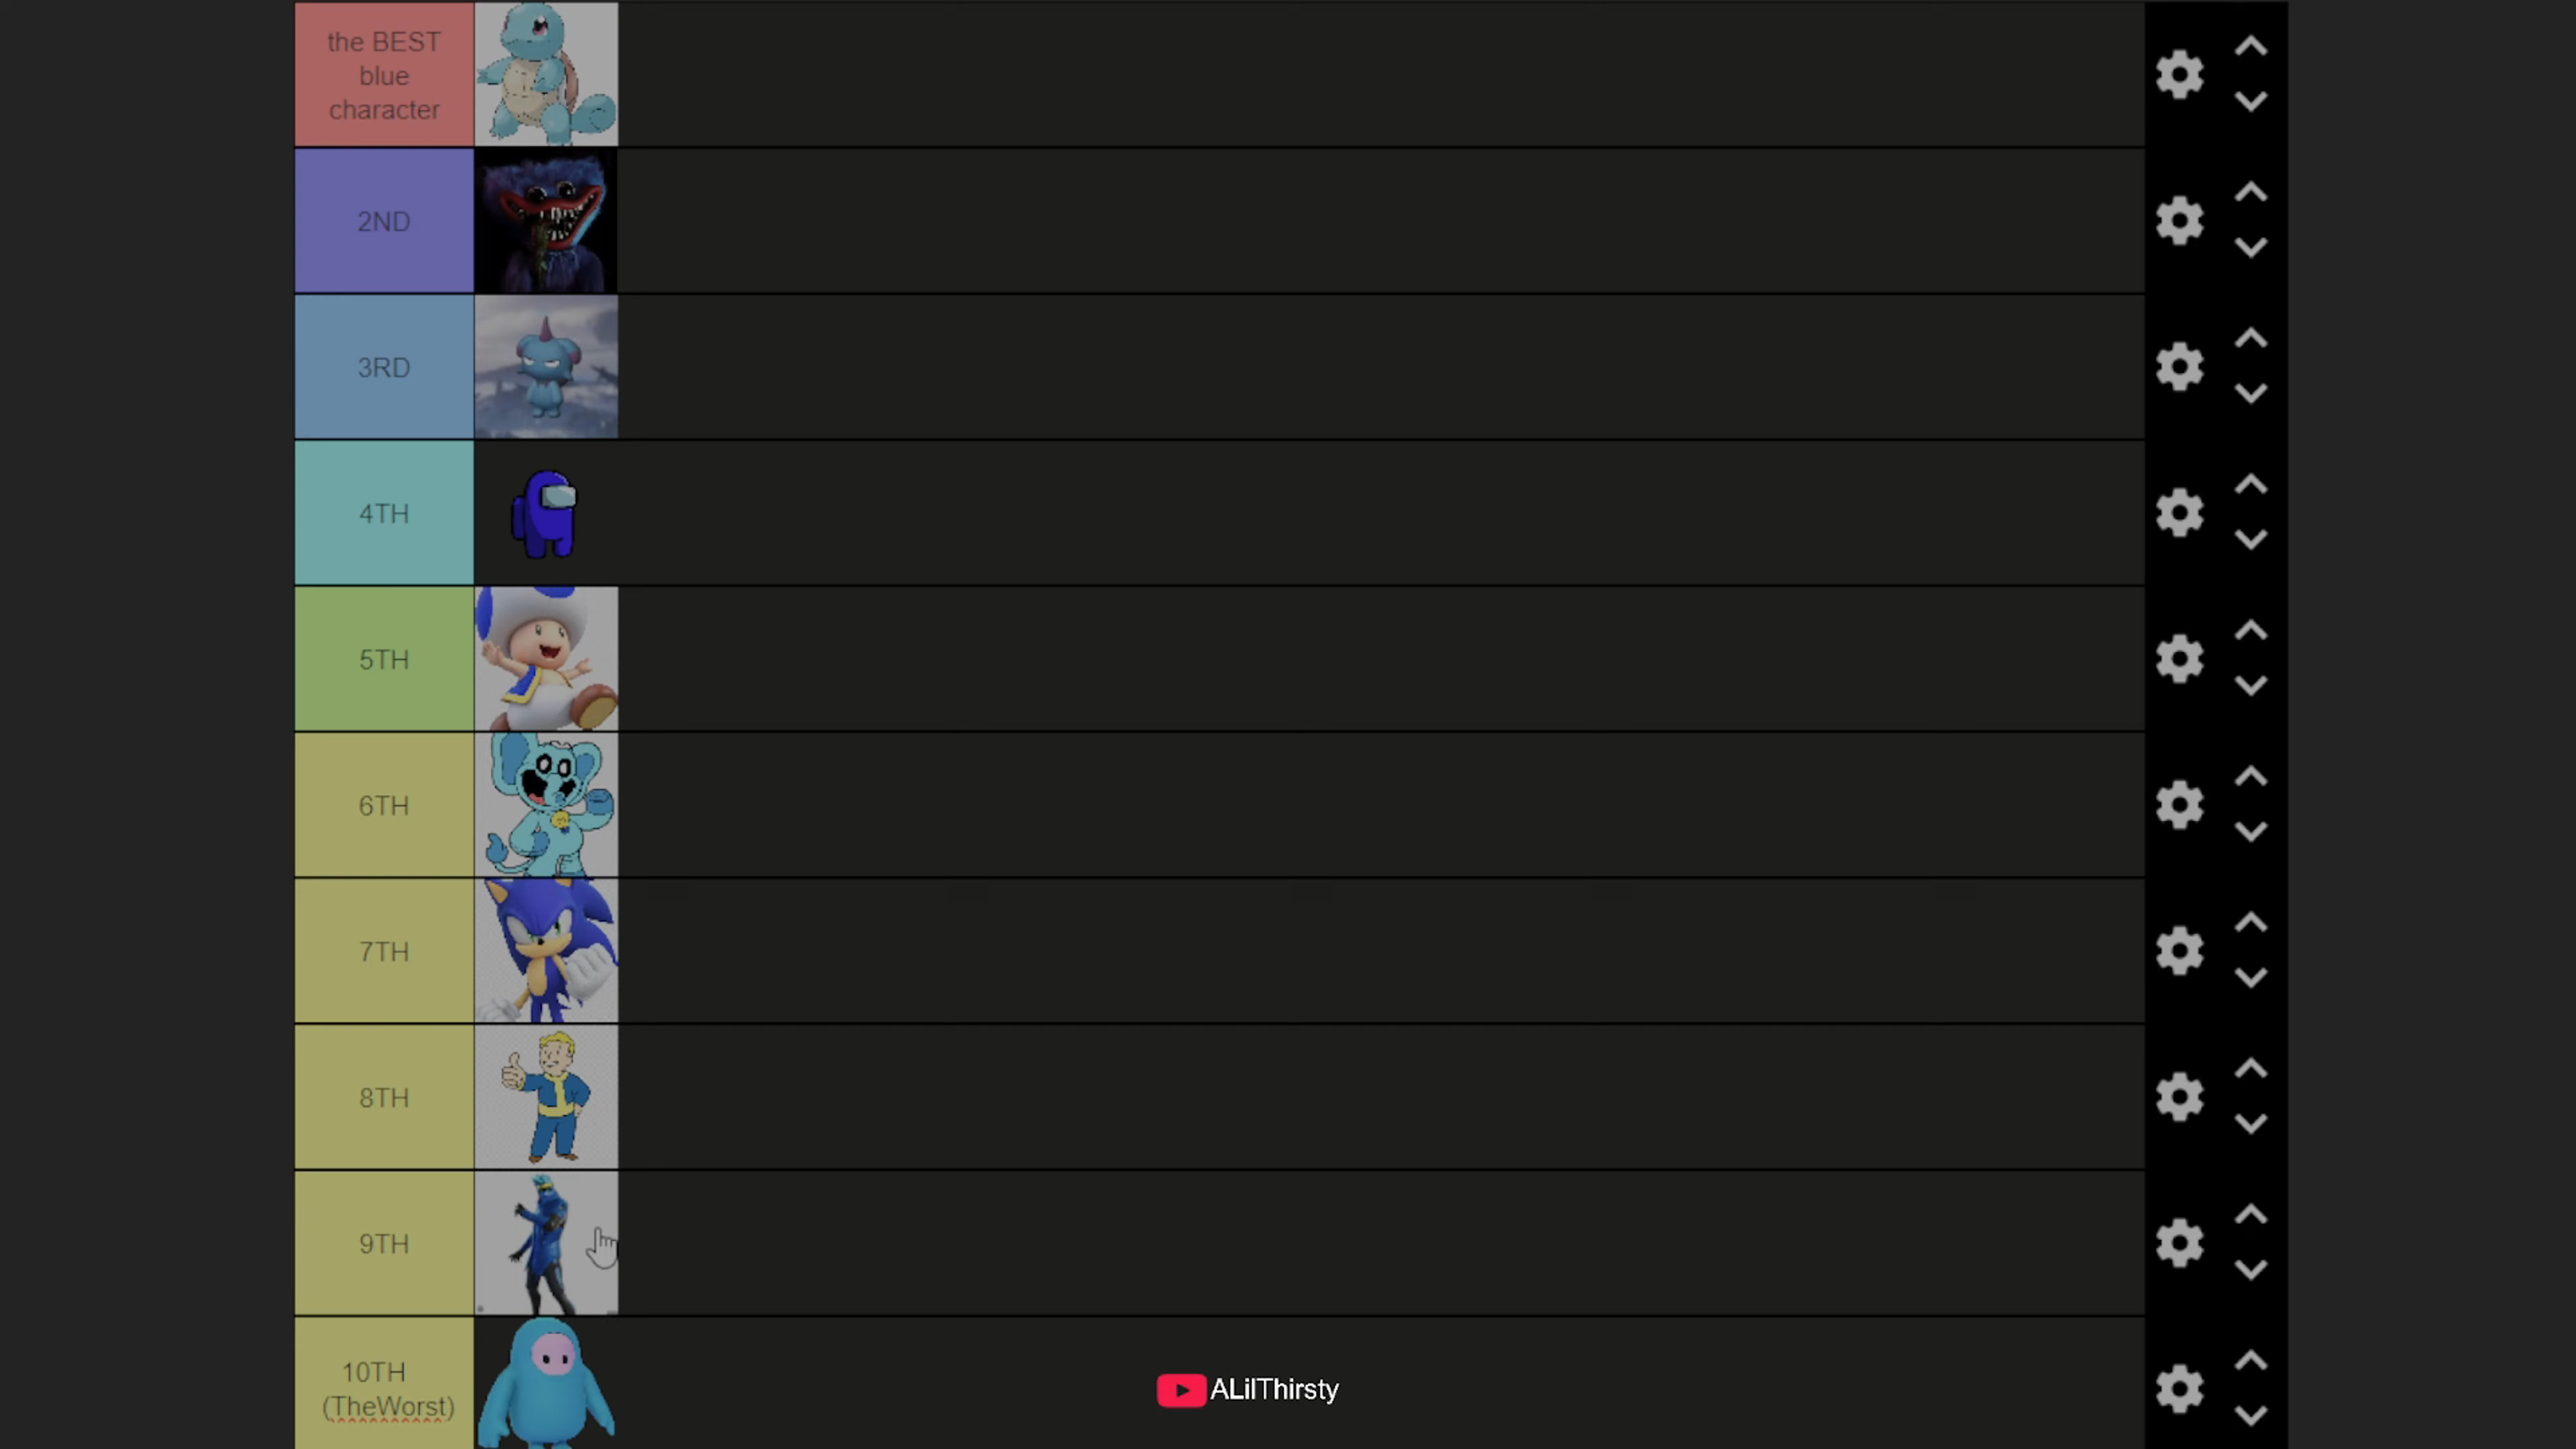 the BEST
blue
character
2ND
3RD
4TH
5TH
6TH
7TH
8TH
9TH
10TH
(TheWorst)
ALilThirsty